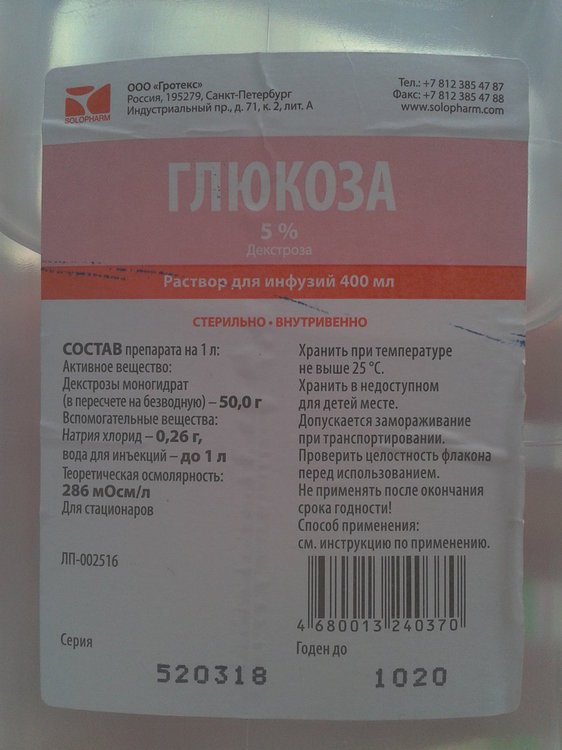 SOLOPHARM
ООО «Гротекс»
Россия, 195279, Санкт-Петербург
Индустриальный пр., д. 71, к. 2, лит. А
Тел.: +7 812 385 47 87
Факс: +7 812 385 47 88
www.solopharm.com
ГЛЮКОЗА
5 %
Декстроза
Раствор для инфузий 400 мл
СТЕРИЛЬНО • ВНУТРИВЕННО
СОСТАВ препарата на 1 л:
Активное вещество:
Декстрозы моногидрат
(в пересчете на безводную) – 50,0 г
Вспомогательные вещества:
Натрия хлорид – 0,26 г,
вода для инъекций – до 1 л
Теоретическая осмолярность:
286 мОсм/л
Для стационаров
ЛП-002516
Хранить при температуре
не выше 25 °С.
Хранить в недоступном
для детей месте.
Допускается замораживание
при транспортировании.
Проверить целостность флакона
перед использованием.
Не применять после окончания
срока годности!
Способ применения:
см. инструкцию по применению.
4 680013 240370
Серия
520318
Годен до
1020